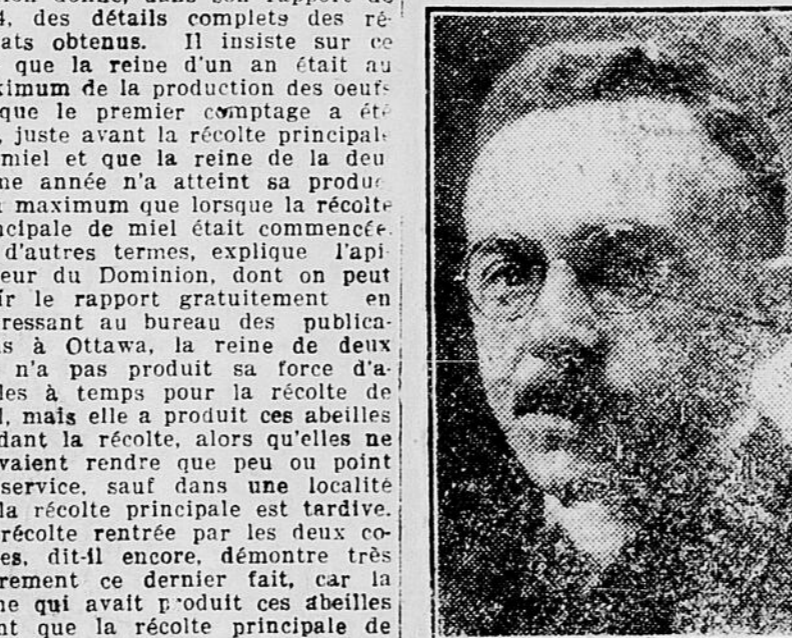 4, des détails complets des ré-
ats obtenus. Il insiste sur ce
que la reine d'un an était au
ximum de la production des oeufs
que le premier comptage a été
, juste avant la récolte principale
miel et que la reine de la deu
ne année n'a atteint sa produc
maximum que lorsque la récolte
ncipale de miel était commencée.
d'autres termes, explique l'api-
eur du Dominion, dont on peut
ir le rapport gratuitement en
ressant au bureau des publica-
s à Ottawa, la reine de deux
n'a pas produit sa force d'a-
les à temps pour la récolte de
l, mais elle a produit ces abeilles
dant la récolte, alors qu'elles ne
vaient rendre que peu ou point
service, sauf dans une localité
la récolte principale est tardive.
récolte rentrée par les deux co-
es, dit-il encore, démontre très
rement ce dernier fait, car la
ne qui avait produit ces abeilles
nt que la récolte principale de